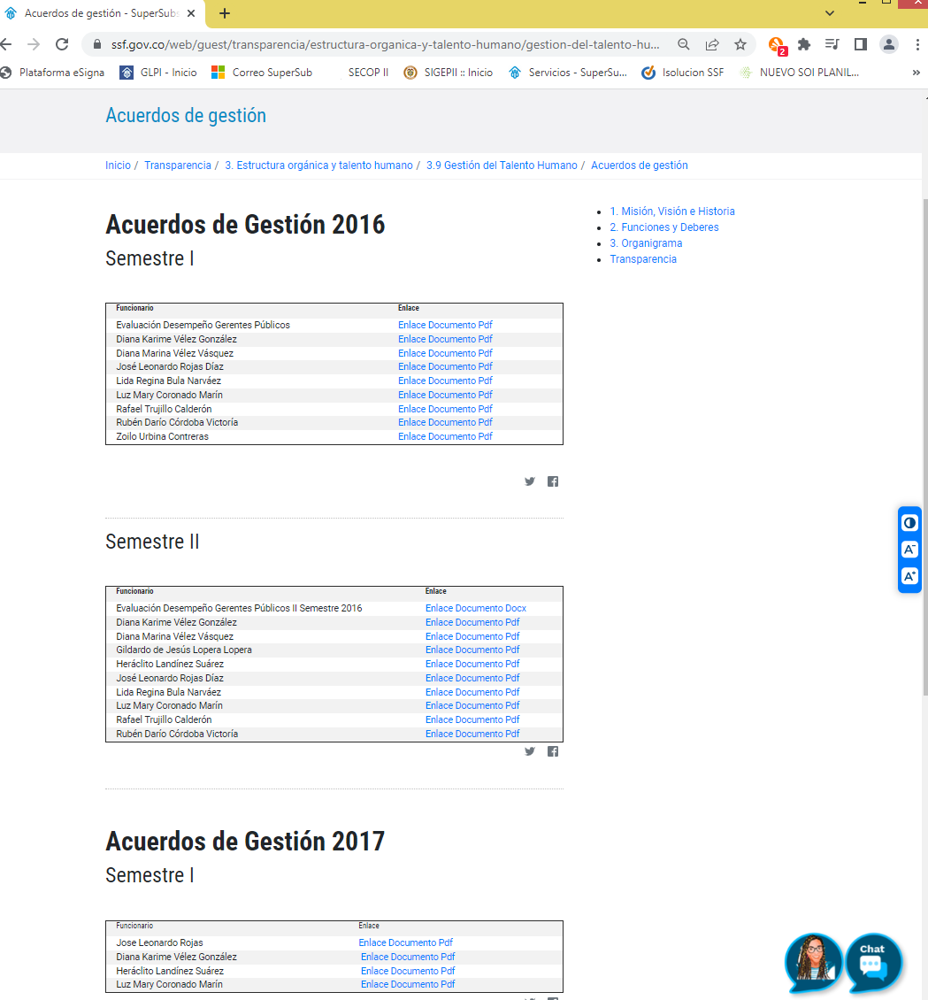 Acuerdos de gestión - SuperSubs
ssf.gov.co/web/guest/transparencia/estructura-organica-y-talento-humano/gestion-del-talento-hu...
2
Plataforma eSigna GLPI - Inicio Correo SuperSub SECOP II SIGEPII :: Inicio Servicios - SuperSu... Isolucion SSF NUEVO SOI PLANIL... »
Acuerdos de gestión
Inicio / Transparencia / 3. Estructura orgánica y talento humano / 3.9 Gestión del Talento Humano / Acuerdos de gestión
Acuerdos de Gestión 2016
Semestre I
Funcionario Enlace
Evaluación Desempeño Gerentes Públicos Enlace Documento Pdf
Diana Karime Vélez González Enlace Documento Pdf
Diana Marina Vélez Vásquez Enlace Documento Pdf
José Leonardo Rojas Díaz Enlace Documento Pdf
Lida Regina Bula Narváez Enlace Documento Pdf
Luz Mary Coronado Marín Enlace Documento Pdf
Rafael Trujillo Calderón Enlace Documento Pdf
Rubén Darío Córdoba Victoría Enlace Documento Pdf
Zoilo Urbina Contreras Enlace Documento Pdf
1. Misión, Visión e Historia
2. Funciones y Deberes
3. Organigrama
Transparencia
Semestre II
Funcionario Enlace
Evaluación Desempeño Gerentes Públicos II Semestre 2016 Enlace Documento Docx
Diana Karime Vélez González Enlace Documento Pdf
Diana Marina Vélez Vásquez Enlace Documento Pdf
Gildardo de Jesús Lopera Lopera Enlace Documento Pdf
Heráclito Landínez Suárez Enlace Documento Pdf
José Leonardo Rojas Díaz Enlace Documento Pdf
Lida Regina Bula Narváez Enlace Documento Pdf
Luz Mary Coronado Marín Enlace Documento Pdf
Rafael Trujillo Calderón Enlace Documento Pdf
Rubén Darío Córdoba Victoría Enlace Documento Pdf
A-
A+
Acuerdos de Gestión 2017
Semestre I
Funcionario Enlace
Jose Leonardo Rojas Enlace Documento Pdf
Diana Karime Vélez González Enlace Documento Pdf
Heráclito Landínez Suárez Enlace Documento Pdf
Luz Mary Coronado Marín Enlace Documento Pdf
Chat